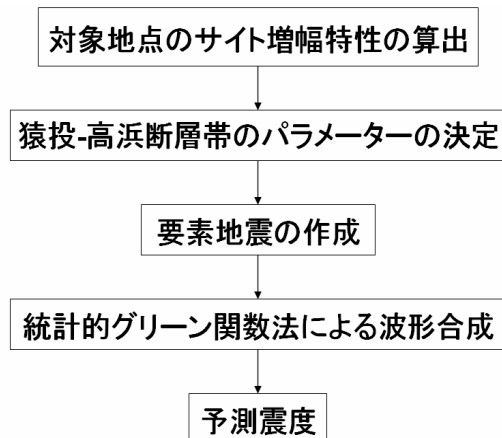 対象地点のサイト増幅特性の算出
猿投-高浜断層帯のパラメーターの決定
要素地震の作成
統計的グリーン関数法による波形合成
予測震度